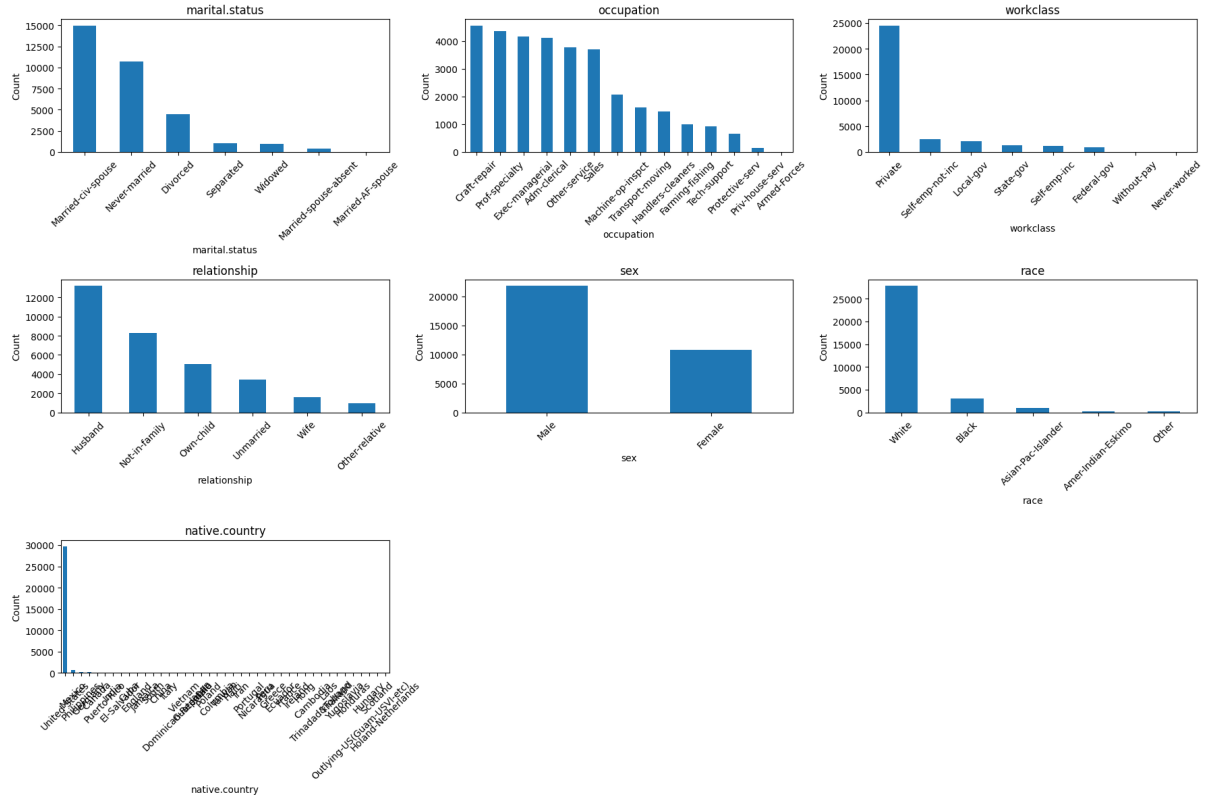 marital.status
Count
15000
12500
10000
7500
5000
2500
0
Married-civ-spouse
Never-married
Divorced
Separated
Widowed
Married-spouse-absent
Married-AF-spouse
marital.status
occupation
Count
4000
3000
2000
1000
0
Craft-repair
Prof-specialty
Exec-managerial
Adm-clerical
Other-service
Sales
Machine-op-inspct
Transport-moving
Handlers-cleaners
Farming-fishing
Tech-support
Protective-serv
Priv-house-serv
Armed-Forces
occupation
workclass
Count
25000
20000
15000
10000
5000
0
Private
Self-emp-not-inc
Local-gov
State-gov
Self-emp-inc
Federal-gov
Without-pay
Never-worked
workclass
relationship
Count
12000
10000
8000
6000
4000
2000
0
Husband
Not-in-family
Own-child
Unmarried
Wife
Other-relative
relationship
sex
Count
20000
15000
10000
5000
0
Male
Female
sex
race
Count
25000
20000
15000
10000
5000
0
White
Black
Asian-Pac-Islander
Amer-Indian-Eskimo
Other
race
native.country
Count
30000
25000
20000
15000
10000
5000
0
United-States
Mexico
Philippines
Puerto-Rico
El-Salvador
Cuba
England
South
China
Italy
Vietnam
Poland
Iran
Portugal
Nicaragua
Greece
Ecuador
Ireland
Hong
Cambodia
Yugoslavia
Honduras
Hungary
Scotland
Outlying-US(Guam-USVI-etc)
Holand-Netherlands
native.country